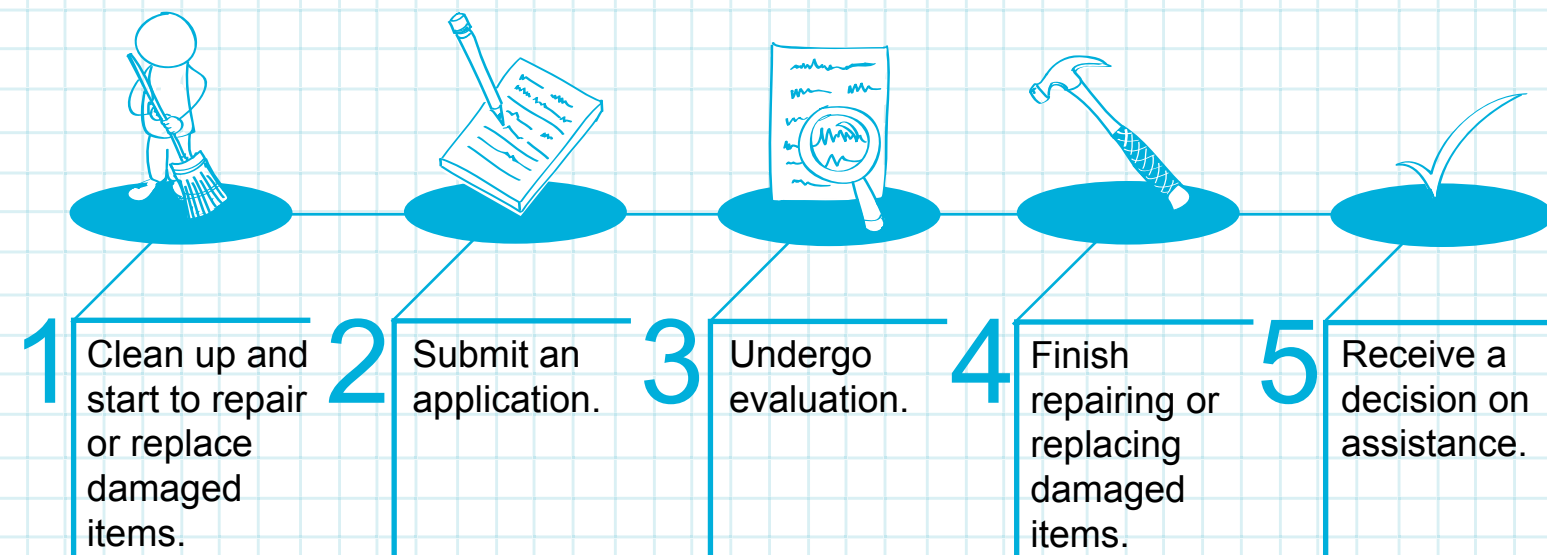 1
Clean up and
start to repair
or replace
damaged
items.
2
Submit an
application.
3
Undergo
evaluation.
4
Finish
repairing or
replacing
damaged
items.
5
Receive a
decision on
assistance.